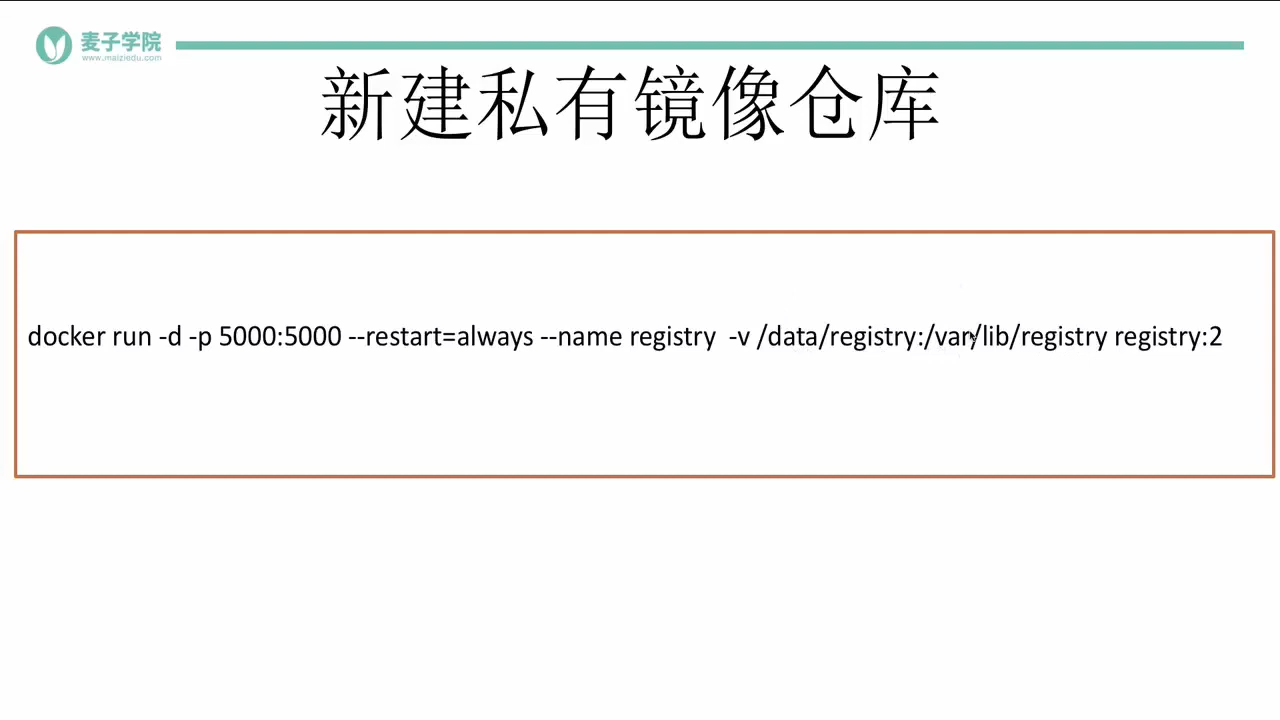 麦子学院
www.maiziedu.com
新建私有镜像仓库
docker run -d -p 5000:5000 --restart=always --name registry  -v /data/registry:/var/lib/registry registry:2